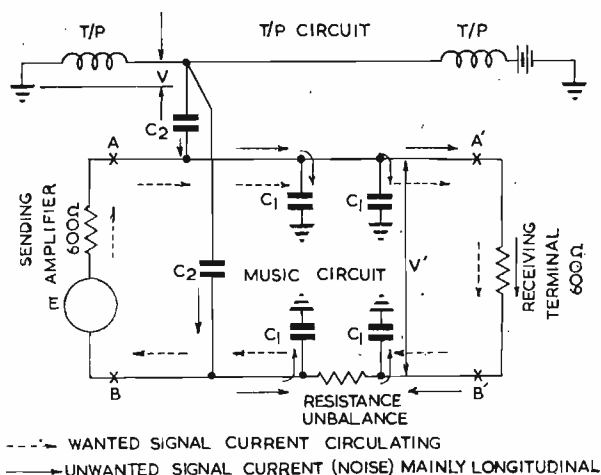 T/P
T/P CIRCUIT
T/P
V
C2
A
A'
SENDING
AMPLIFIER
600Ω
E
C1
C1
C2
MUSIC CIRCUIT
V'
RECEIVING
TERMINAL
600Ω
C1
C1
B
B'
RESISTANCE
UNBALANCE
WANTED SIGNAL CURRENT CIRCULATING
UNWANTED SIGNAL CURRENT (NOISE) MAINLY LONGITUDINAL